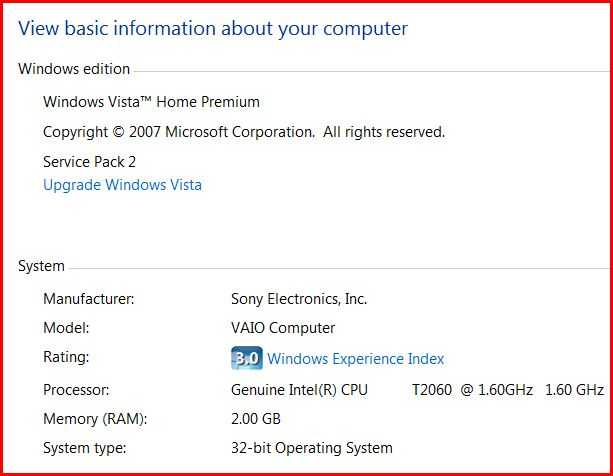 View basic information about your computer
Windows edition
Windows Vista™ Home Premium
Copyright © 2007 Microsoft Corporation. All rights reserved.
Service Pack 2
Upgrade Windows Vista
System
Manufacturer: Sony Electronics, Inc.
Model: VAIO Computer
Rating: 3.0 Windows Experience Index
Processor: Genuine Intel(R) CPU T2060 @ 1.60GHz 1.60 GHz
Memory (RAM): 2.00 GB
System type: 32-bit Operating System